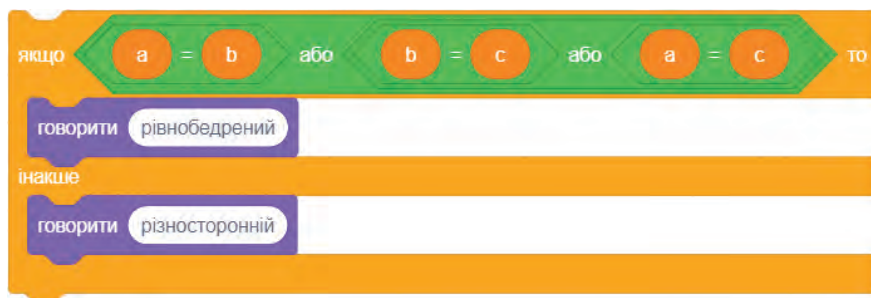 якщо a = b або b = c або a = c то
говорити рівнобедрений
інакше
говорити різносторонній